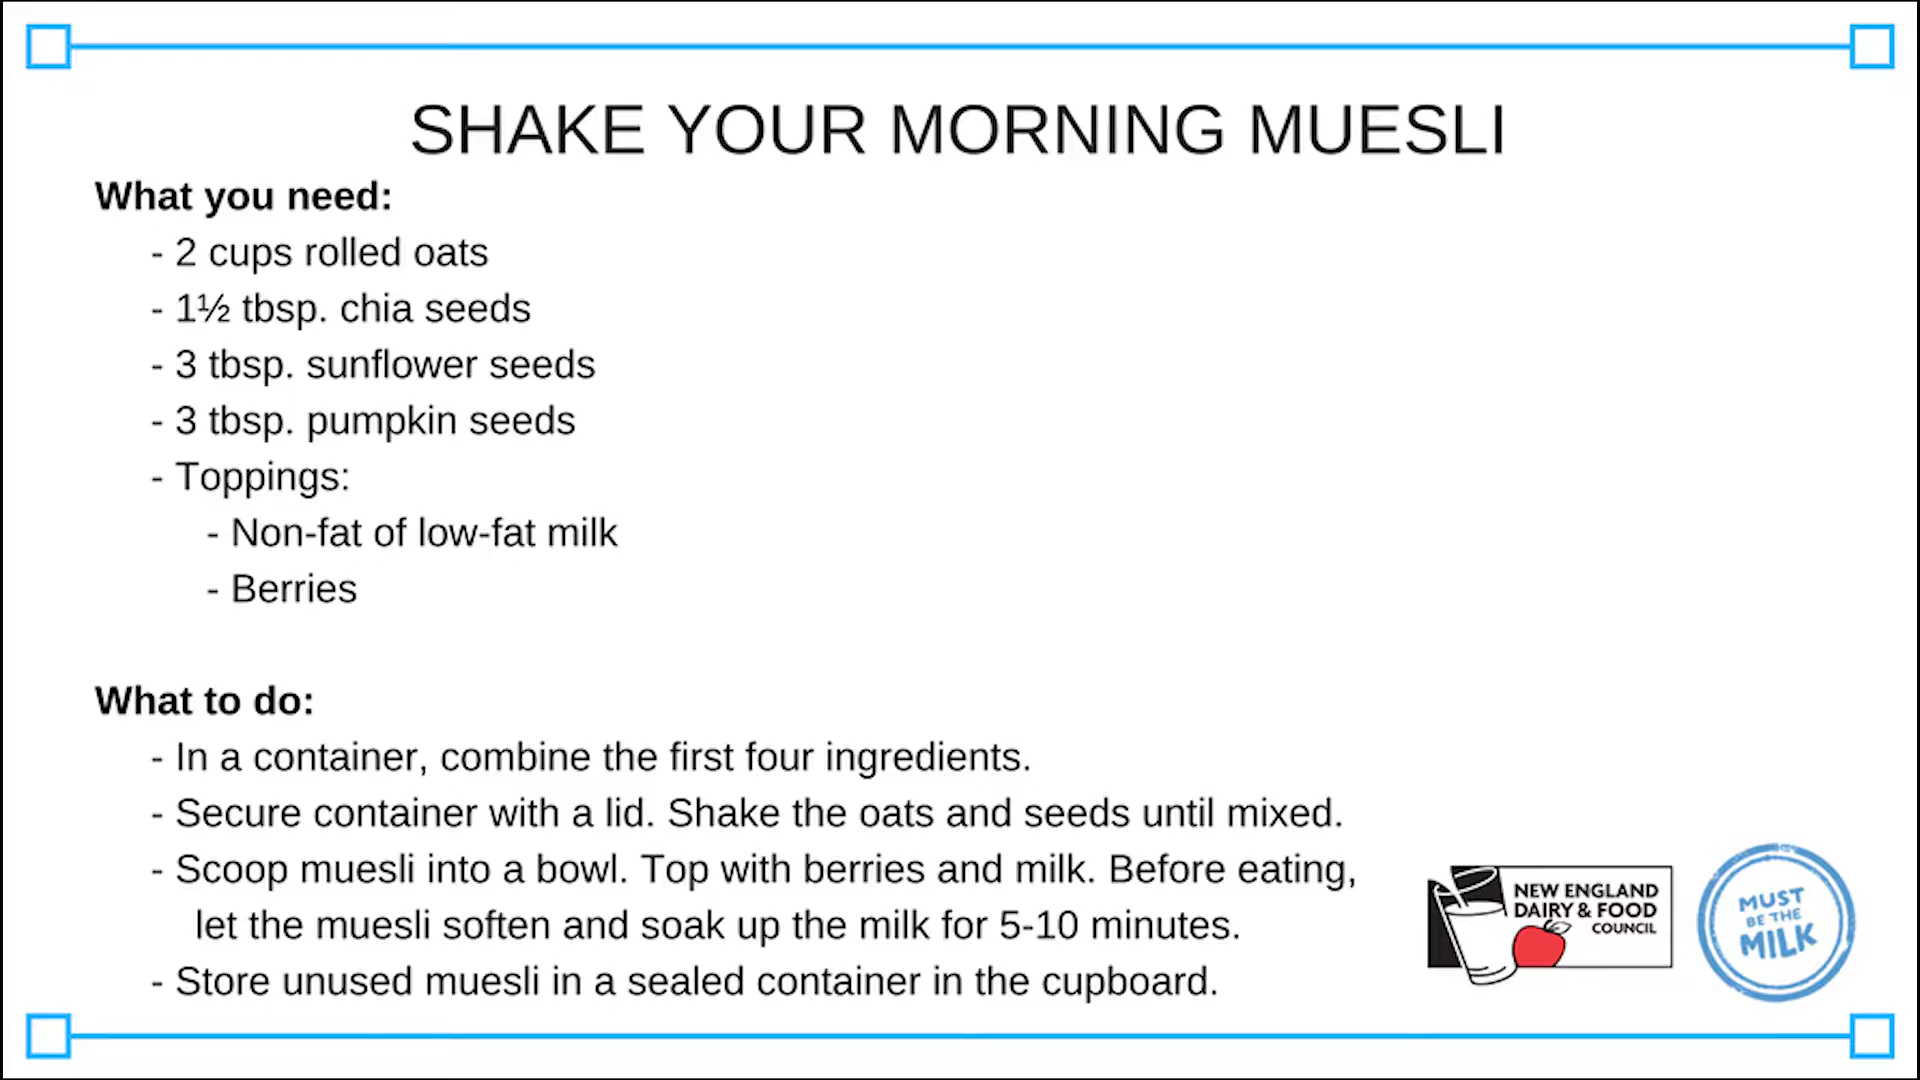 SHAKE YOUR MORNING MUESLI
What you need:
- 2 cups rolled oats
- 1½ tbsp. chia seeds
- 3 tbsp. sunflower seeds
- 3 tbsp. pumpkin seeds
- Toppings:
- Non-fat of low-fat milk
- Berries
What to do:
- In a container, combine the first four ingredients.
- Secure container with a lid. Shake the oats and seeds until mixed.
- Scoop muesli into a bowl. Top with berries and milk. Before eating,
let the muesli soften and soak up the milk for 5-10 minutes.
- Store unused muesli in a sealed container in the cupboard.
NEW ENGLAND
DAIRY & FOOD
COUNCIL
MUST
BE THE
MILK